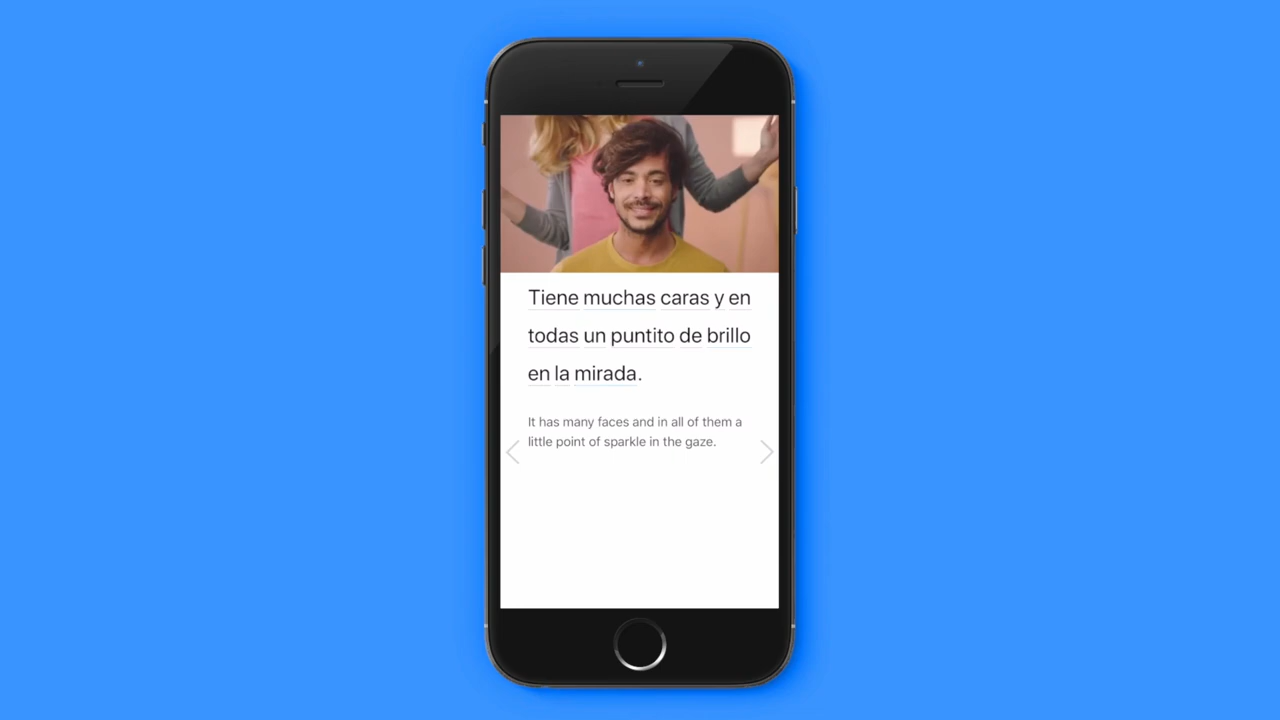 Tiene muchas caras y en
todas un puntito de brillo
en la mirada.
It has many faces and in all of them a
little point of sparkle in the gaze.